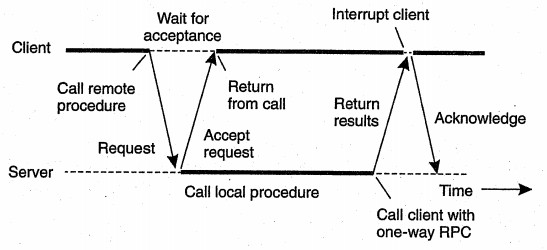 Wait for
acceptance
Interrupt client
Client
Call remote
procedure
Return
from call
Return
results
Acknowledge
Request
Accept
request
Server
Call local procedure
Time
Call client with
one-way RPC